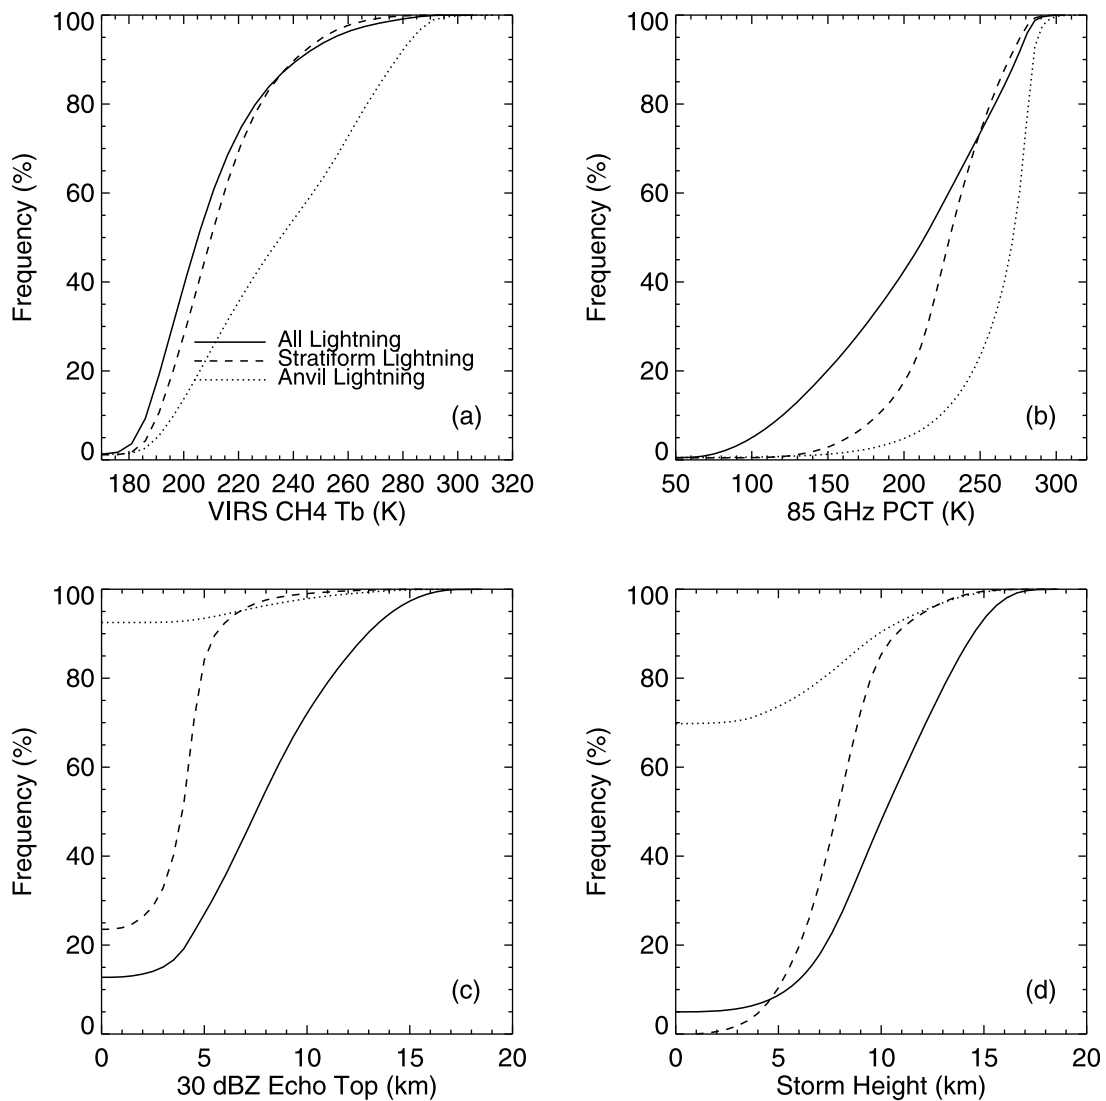 100
80
60
40
20
0
Frequency (%)
All Lightning
Stratiform Lightning
Anvil Lightning
(a)
180 200 220 240 260 280 300 320
VIRS CH4 Tb (K)
100
80
60
40
20
0
Frequency (%)
(b)
50 100 150 200 250 300
85 GHz PCT (K)
100
80
60
40
20
0
Frequency (%)
(c)
0 5 10 15 20
30 dBZ Echo Top (km)
100
80
60
40
20
0
Frequency (%)
(d)
0 5 10 15 20
Storm Height (km)